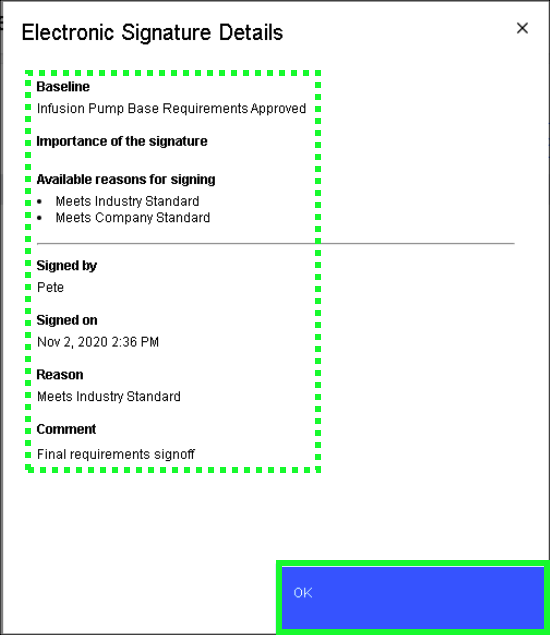 Electronic Signature Details
Baseline
Infusion Pump Base Requirements Approved
Importance of the signature
Available reasons for signing
• Meets Industry Standard
• Meets Company Standard
Signed by
Pete
Signed on
Nov 2, 2020 2:36 PM
Reason
Meets Industry Standard
Comment
Final requirements signoff
OK